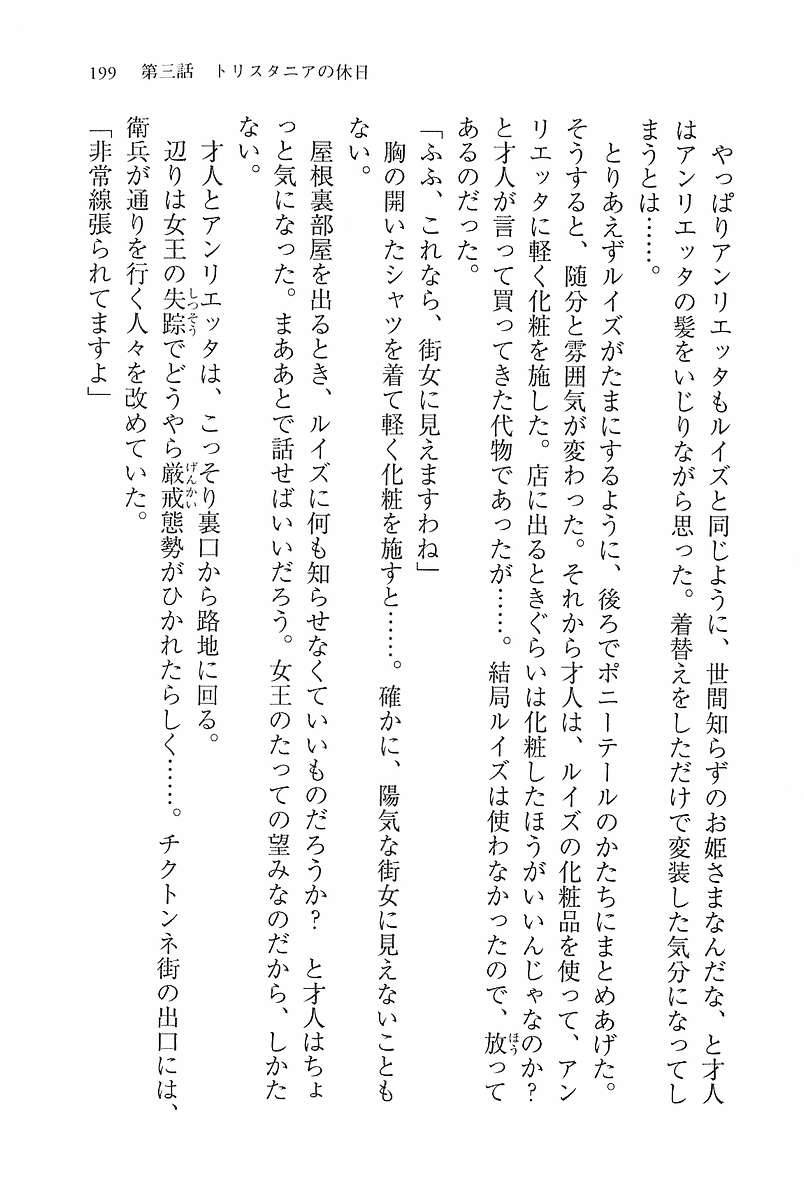 199　第三話　トリスタニアの休日
　やっぱりアンリエッタもルイズと同じように、世間知らずのお姫さまなんだな、と才人
はアンリエッタの髪をいじりながら思った。着替えをしただけで変装した気分になってし
まうとは……。
　とりあえずルイズがたまにするように、後ろでポニーテールのかたちにまとめあげた。
そうすると、随分と雰囲気が変わった。それから才人は、ルイズの化粧品を使って、アン
リエッタに軽く化粧を施した。店に出るときぐらいは化粧したほうがいいんじゃなのか？
と才人が言って買ってきた代物であったが……。結局ルイズは使わなかったので、放って
あるのだった。
「ふふ、これなら、街女に見えますわね」
　胸の開いたシャツを着て軽く化粧を施すと……。確かに、陽気な街女に見えないことも
ない。
　屋根裏部屋を出るとき、ルイズに何も知らせなくていいものだろうか？　と才人はちょ
っと気になった。まああとで話せばいいだろう。女王のたっての望みなのだから、しかた
ない。
　才人とアンリエッタは、こっそり裏口から路地に回る。
　辺りは女王の失踪でどうやら厳戒態勢がひかれたらしく……。チクトンネ街の出口には、
衛兵が通りを行く人々を改めていた。
「非常線張られてますよ」